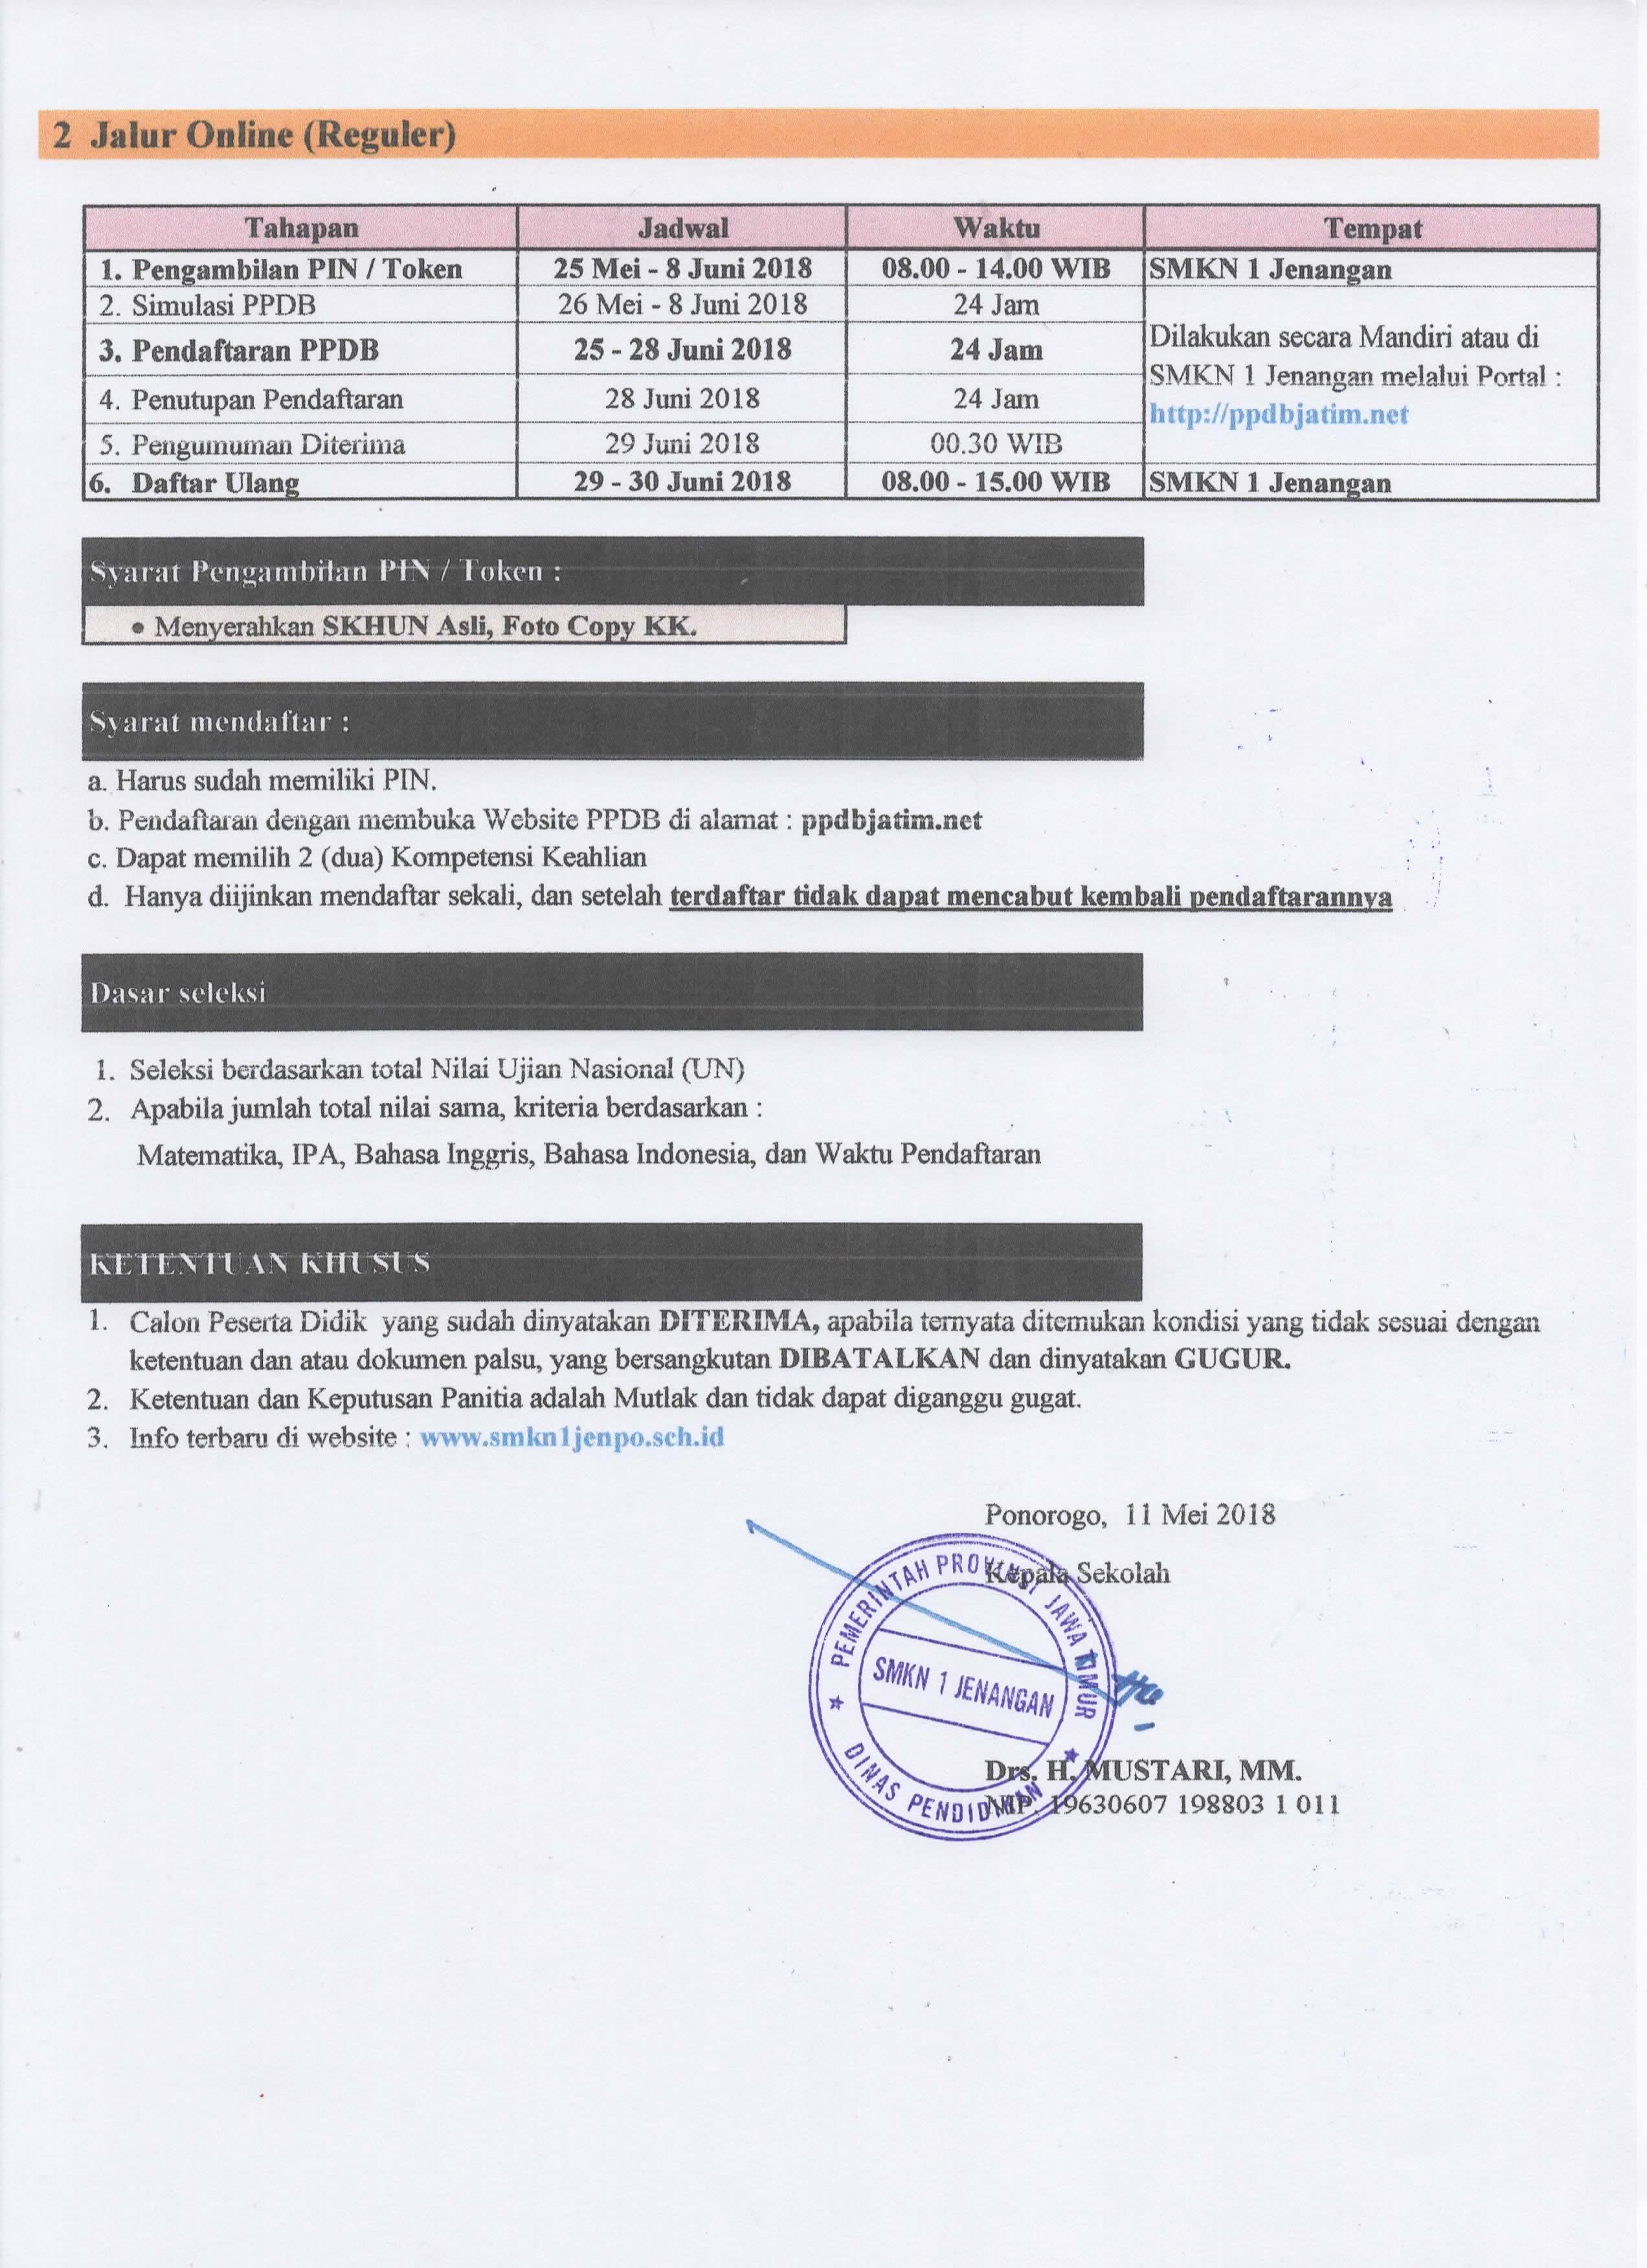 2 Jalur Online (Reguler)
Tahapan Jadwal Waktu Tempat
1. Pengambilan PIN / Token 25 Mei - 8 Juni 2018 08.00 - 14.00 WIB SMKN 1 Jenangan
2. Simulasi PPDB 26 Mei - 8 Juni 2018 24 Jam
3. Pendaftaran PPDB 25 - 28 Juni 2018 24 Jam
4. Penutupan Pendaftaran 28 Juni 2018 24 Jam
5. Pengumuman Diterima 29 Juni 2018 00.30 WIB
Dilakukan secara Mandiri atau di
SMKN 1 Jenangan melalui Portal :
http://ppdbjatim.net
6. Daftar Ulang 29 - 30 Juni 2018 08.00 - 15.00 WIB SMKN 1 Jenangan
Syarat Pengambilan PIN / Token :
• Menyerahkan SKHUN Asli, Foto Copy KK.
Syarat mendaftar :
a. Harus sudah memiliki PIN.
b. Pendaftaran dengan membuka Website PPDB di alamat : ppdbjatim.net
c. Dapat memilih 2 (dua) Kompetensi Keahlian
d. Hanya diijinkan mendaftar sekali, dan setelah terdaftar tidak dapat mencabut kembali pendaftarannya
Dasar seleksi
1. Seleksi berdasarkan total Nilai Ujian Nasional (UN)
2. Apabila jumlah total nilai sama, kriteria berdasarkan :
Matematika, IPA, Bahasa Inggris, Bahasa Indonesia, dan Waktu Pendaftaran
KETENTUAN KHUSUS
1. Calon Peserta Didik yang sudah dinyatakan DITERIMA, apabila ternyata ditemukan kondisi yang tidak sesuai dengan
ketentuan dan atau dokumen palsu, yang bersangkutan DIBATALKAN dan dinyatakan GUGUR.
2. Ketentuan dan Keputusan Panitia adalah Mutlak dan tidak dapat diganggu gugat.
3. Info terbaru di website : www.smkn1jenpo.sch.id
Ponorogo, 11 Mei 2018
Kepala Sekolah
PEMERINTAH PROVINSI JAWA TIMUR
SMKN 1 JENANGAN
DINAS PENDIDIKAN
Drs. H. MUSTARI, MM.
NIP. 19630607 198803 1 011